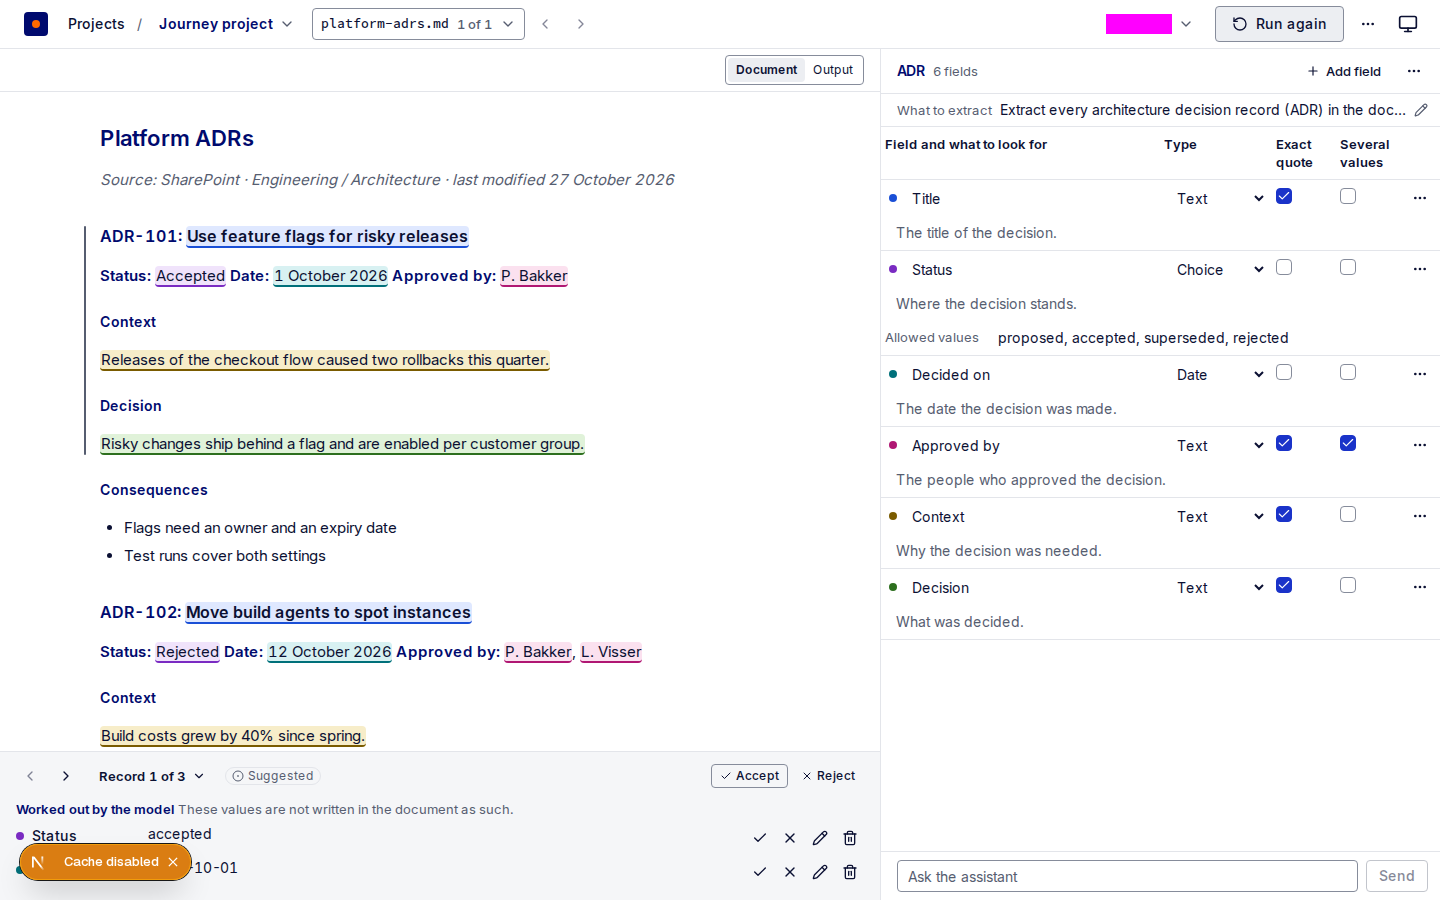 Projects / Journey project platform-adrs.md 1 of 1 Run again
Document Output
Platform ADRs
Source: SharePoint · Engineering / Architecture · last modified 27 October 2026
ADR-101: Use feature flags for risky releases
Status: Accepted Date: 1 October 2026 Approved by: P. Bakker
Context
Releases of the checkout flow caused two rollbacks this quarter.
Decision
Risky changes ship behind a flag and are enabled per customer group.
Consequences
• Flags need an owner and an expiry date
• Test runs cover both settings
ADR-102: Move build agents to spot instances
Status: Rejected Date: 12 October 2026 Approved by: P. Bakker, L. Visser
Context
Build costs grew by 40% since spring.
Record 1 of 3 Suggested Accept Reject
Worked out by the model These values are not written in the document as such.
Status accepted
-10-01
Cache disabled
ADR 6 fields Add field
What to extract Extract every architecture decision record (ADR) in the doc...
Field and what to look for Type Exact quote Several values
Title Text
The title of the decision.
Status Choice
Where the decision stands.
Allowed values proposed, accepted, superseded, rejected
Decided on Date
The date the decision was made.
Approved by Text
The people who approved the decision.
Context Text
Why the decision was needed.
Decision Text
What was decided.
Ask the assistant Send